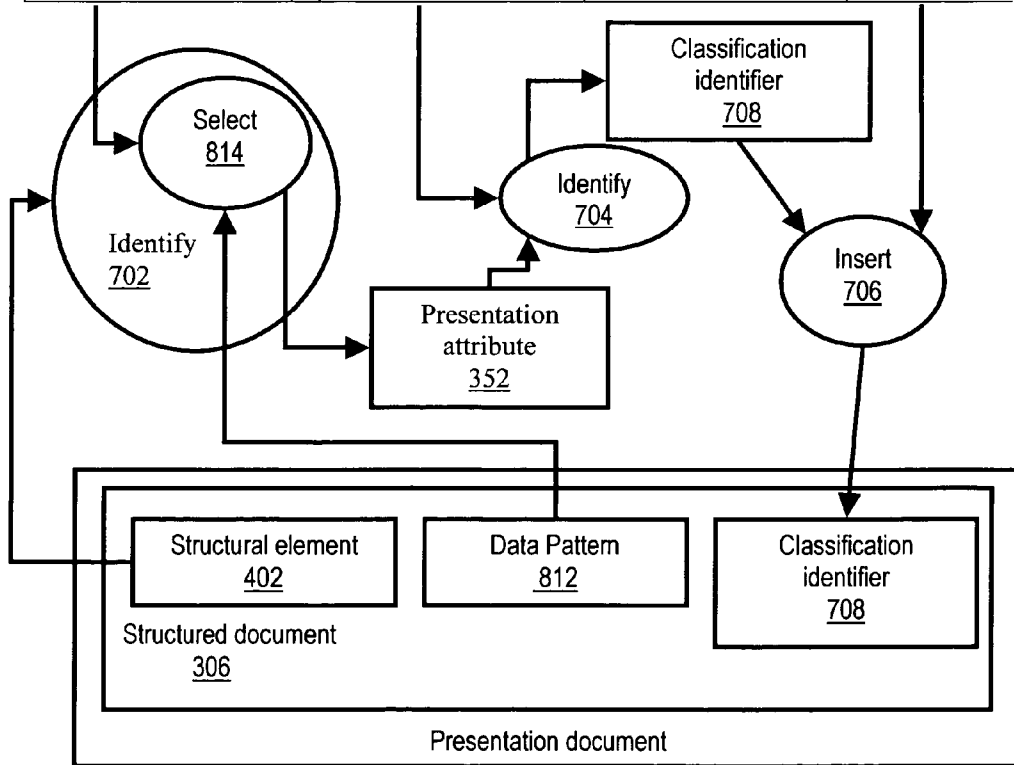 Classification
identifier
708
Select
814
Identify
704
Identify
702
Insert
706
Presentation
attribute
352
Structural element
402
Data Pattern
812
Classification
identifier
708
Structured document
306
Presentation document